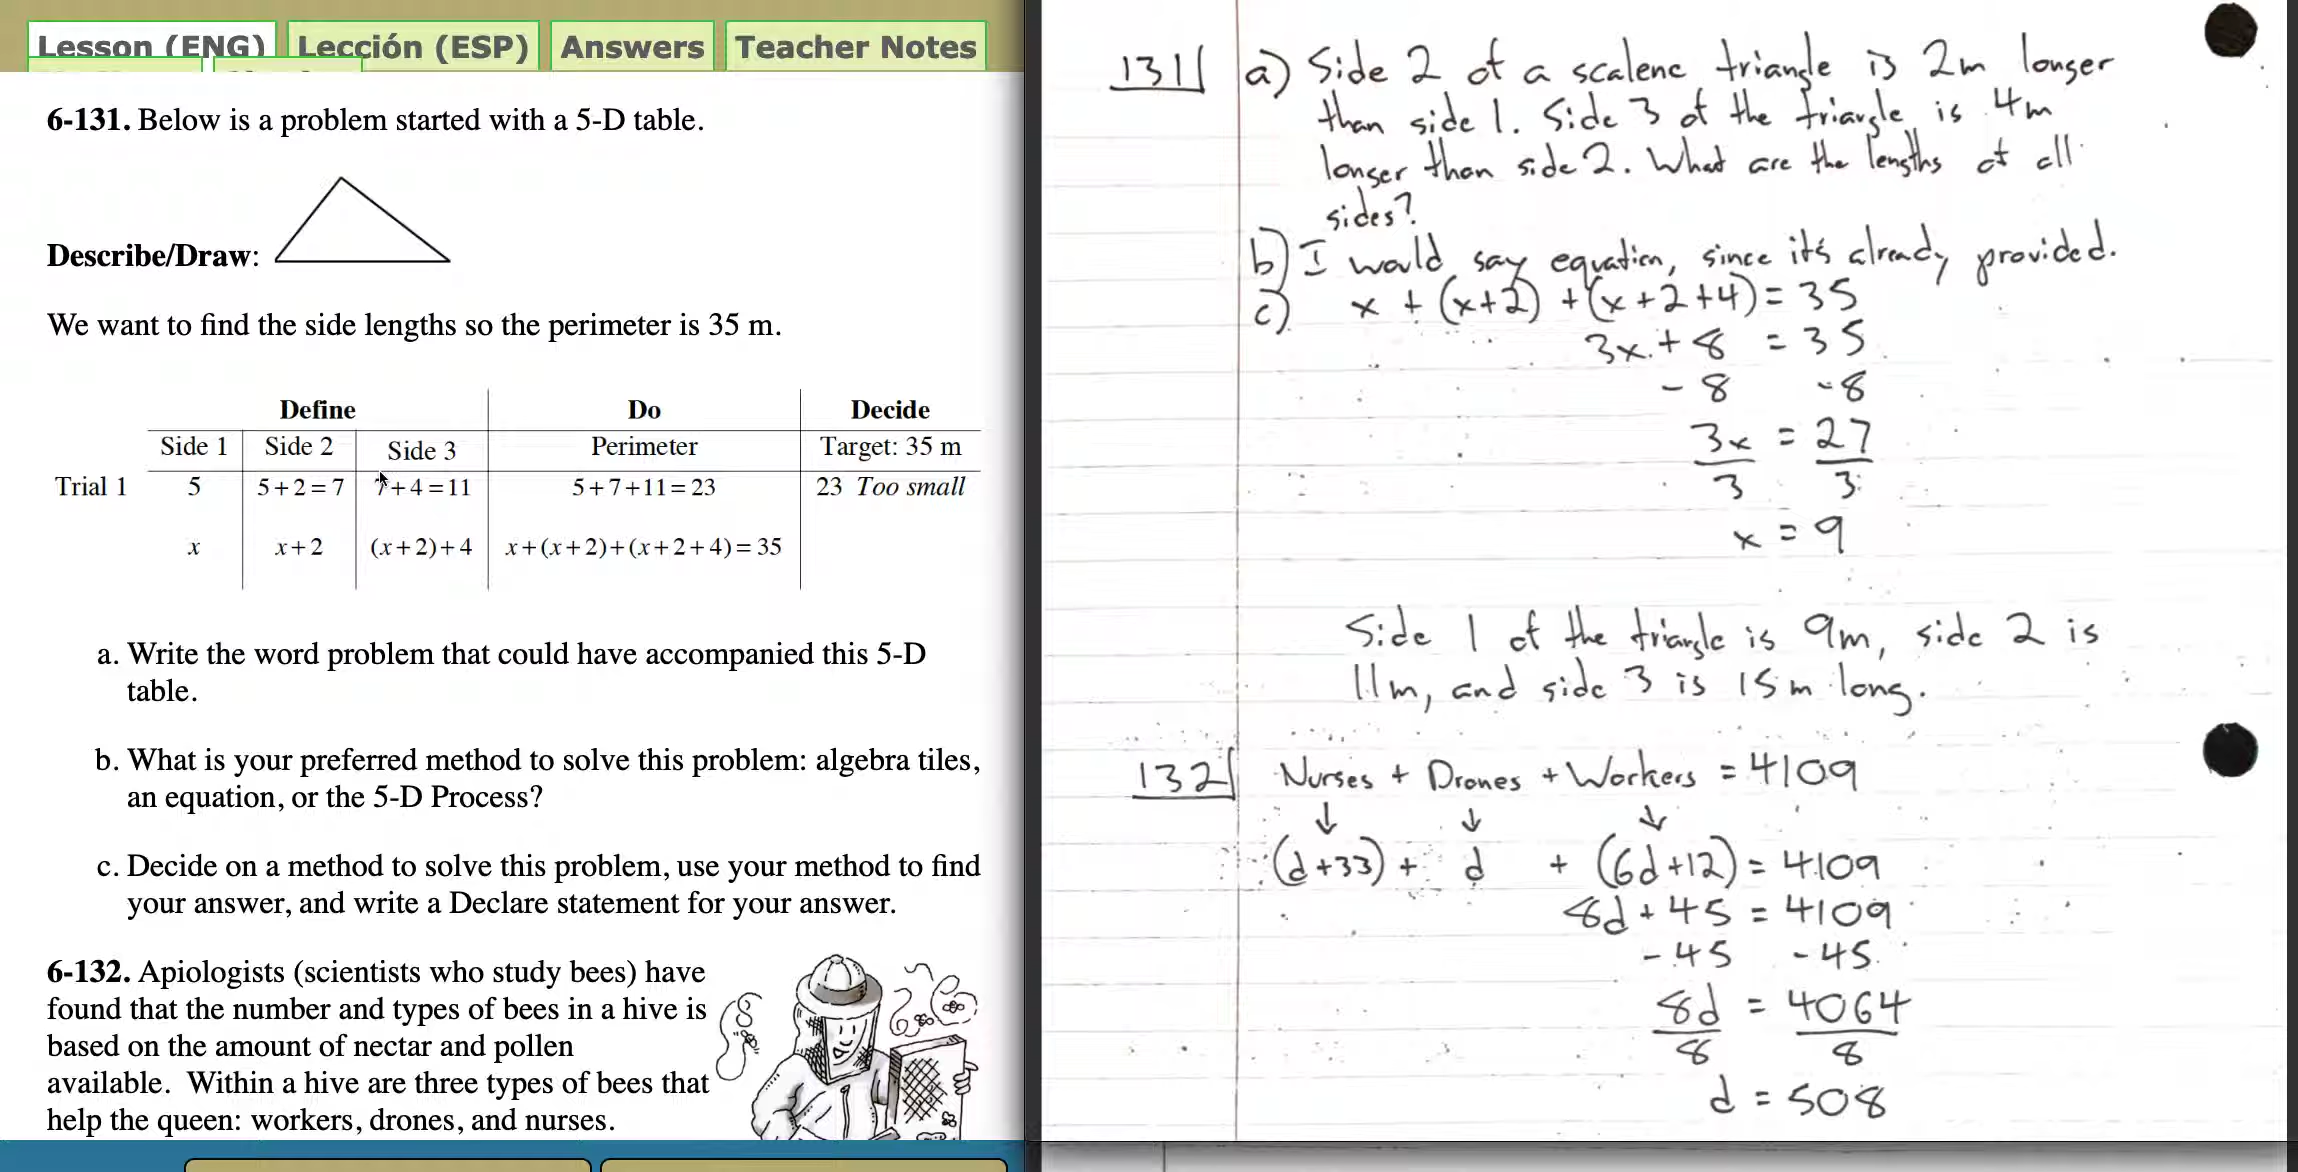 Lesson (ENG) Lección (ESP) Answers Teacher Notes
6-131. Below is a problem started with a 5-D table.
Describe/Draw:
We want to find the side lengths so the perimeter is 35 m.
Define Do Decide
Side 1 Side 2 Side 3 Perimeter Target: 35 m
Trial 1 5 5+2=7 7+4=11 5+7+11=23 23 Too small
x x+2 (x+2)+4 x+(x+2)+(x+2+4)=35
a. Write the word problem that could have accompanied this 5-D
table.
b. What is your preferred method to solve this problem: algebra tiles,
an equation, or the 5-D Process?
c. Decide on a method to solve this problem, use your method to find
your answer, and write a Declare statement for your answer.
6-132. Apiologists (scientists who study bees) have
found that the number and types of bees in a hive is
based on the amount of nectar and pollen
available. Within a hive are three types of bees that
help the queen: workers, drones, and nurses.
131 a) Side 2 of a scalene triangle is 2m longer
than side 1. Side 3 of the triangle is 4m
longer than side 2. What are the lengths of all
sides?
b) I would say equation, since it's already provided.
c) x + (x+2) + (x+2+4) = 35
3x + 8 = 35
-8 -8
3x = 27
3 3
x = 9
Side 1 of the triangle is 9m, side 2 is
11m, and side 3 is 15m long.
132 Nurses + Drones + Workers = 4109
(d+33) + d + (6d+12) = 4109
8d + 45 = 4109
-45 -45
8d = 4064
8 8
d = 508